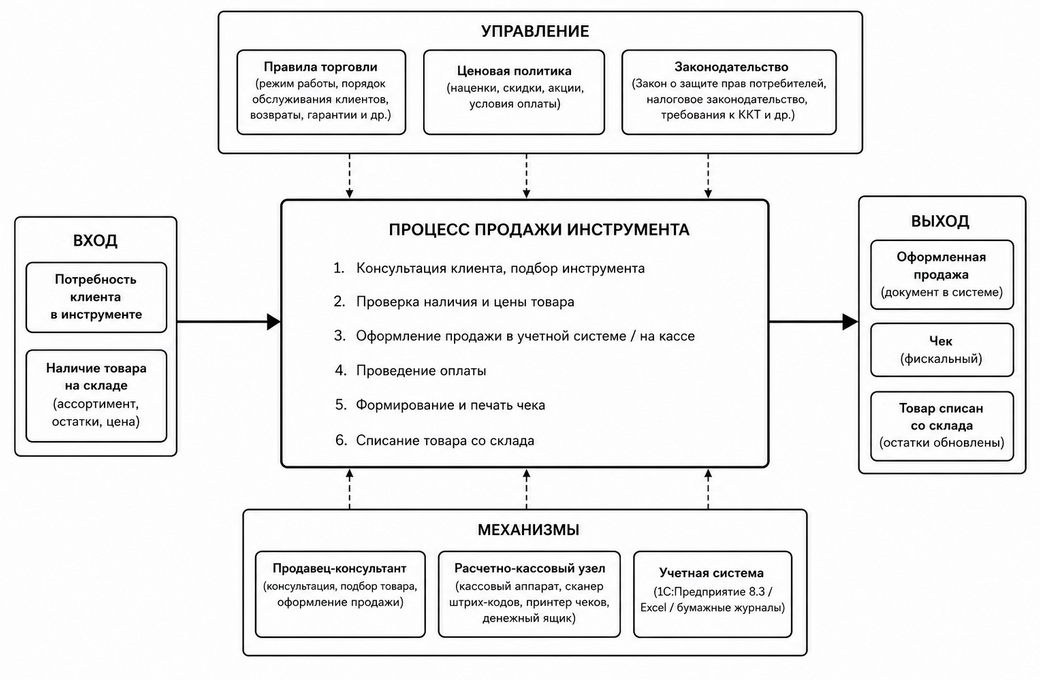 УПРАВЛЕНИЕ
Правила торговли
(режим работы, порядок
обслуживания клиентов,
возвраты, гарантии и др.)
Ценовая политика
(наценки, скидки, акции,
условия оплаты)
Законодательство
(Закон о защите прав потребителей,
налоговое законодательство,
требования к ККТ и др.)
ВХОД
Потребность
клиента
в инструменте
Наличие товара
на складе
(ассортимент,
остатки, цена)
ПРОЦЕСС ПРОДАЖИ ИНСТРУМЕНТА
1. Консультация клиента, подбор инструмента
2. Проверка наличия и цены товара
3. Оформление продажи в учетной системе / на кассе
4. Проведение оплаты
5. Формирование и печать чека
6. Списание товара со склада
ВЫХОД
Оформленная
продажа
(документ в системе)
Чек
(фискальный)
Товар списан
со склада
(остатки обновлены)
МЕХАНИЗМЫ
Продавец-консультант
(консультация, подбор товара,
оформление продажи)
Расчетно-кассовый узел
(кассовый аппарат, сканер
штрих-кодов, принтер чеков,
денежный ящик)
Учетная система
(1С:Предприятие 8.3 /
Excel / бумажные журналы)